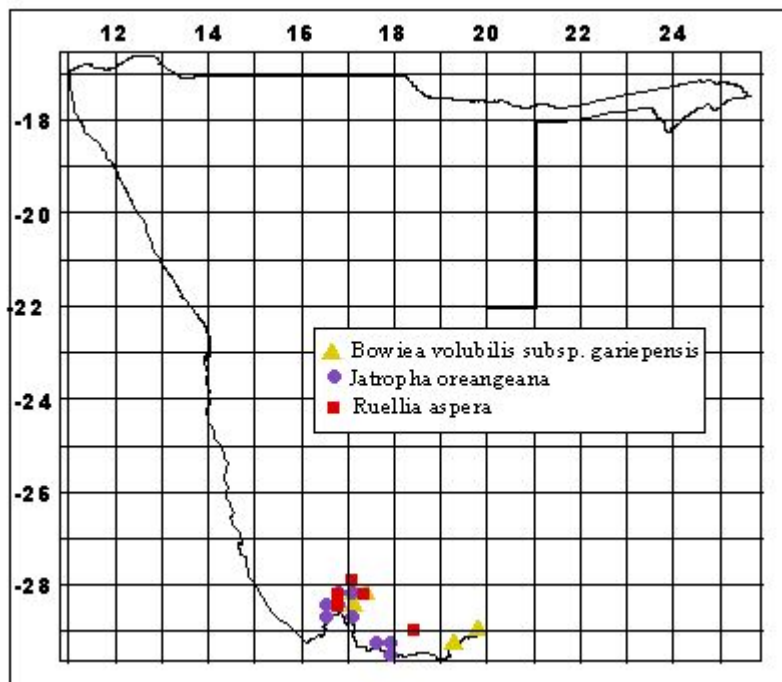 12 14 16 18 20 22 24
-18
-20
-22
Bowiea volubilis subsp. gariepensis
Jatropha oreangeana
-24
Ruellia aspera
-26
-28